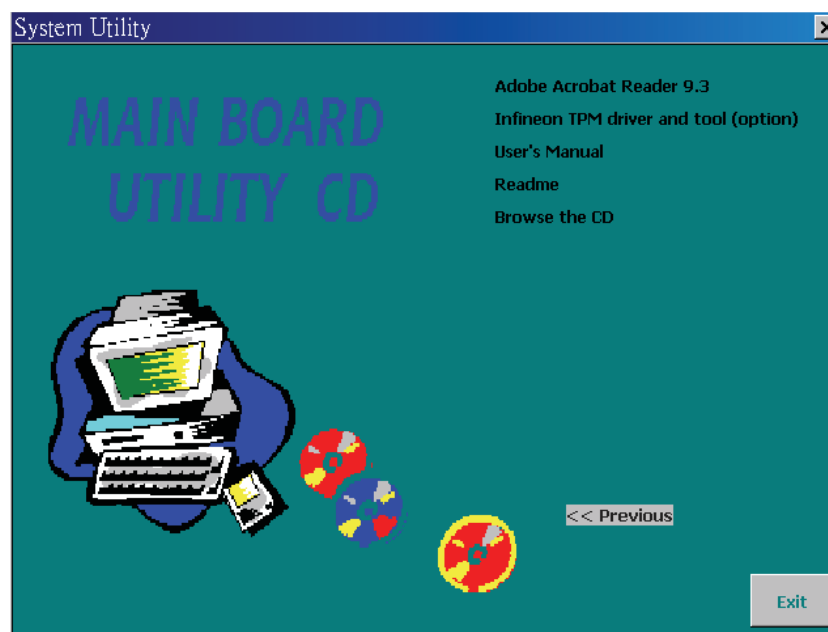 System Utility
MAIN BOARD
UTILITY CD
Adobe Acrobat Reader 9.3
Infineon TPM driver and tool (option)
User's Manual
Readme
Browse the CD
<< Previous
Exit